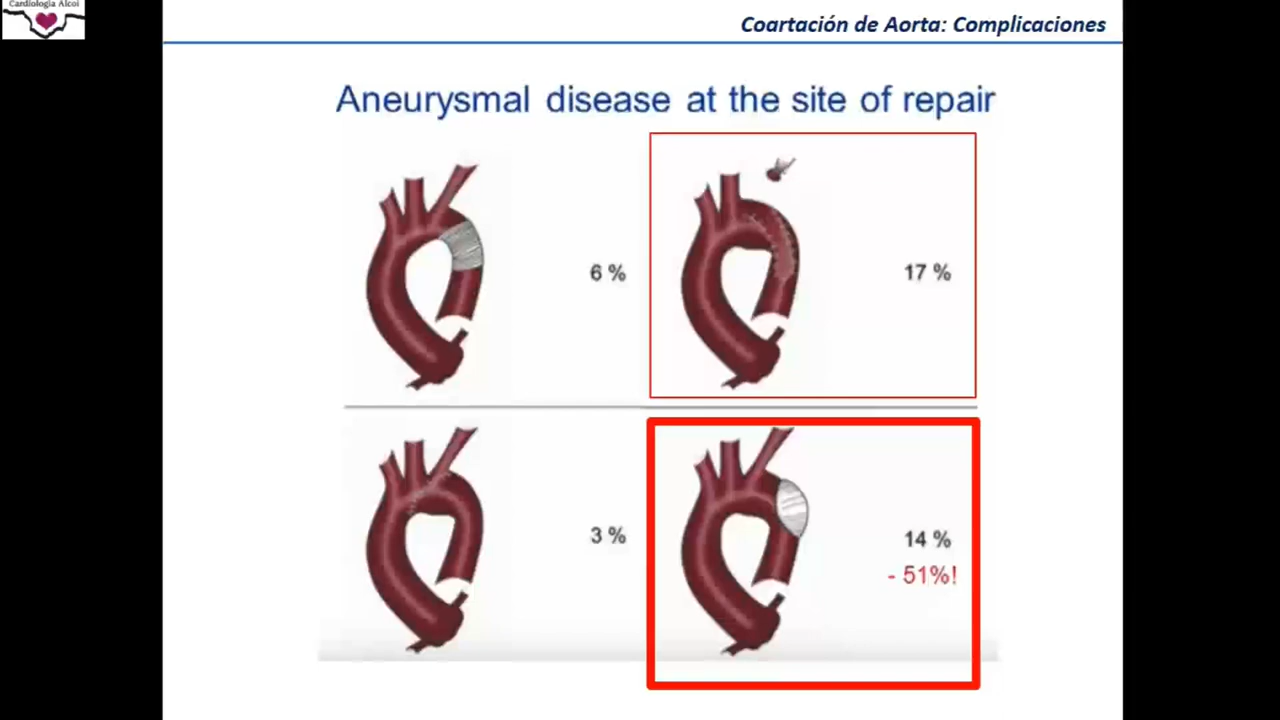 Cardiología Alcoi
Coartación de Aorta: Complicaciones
Aneurysmal disease at the site of repair
6 %
17 %
3 %
14 %
- 51%!